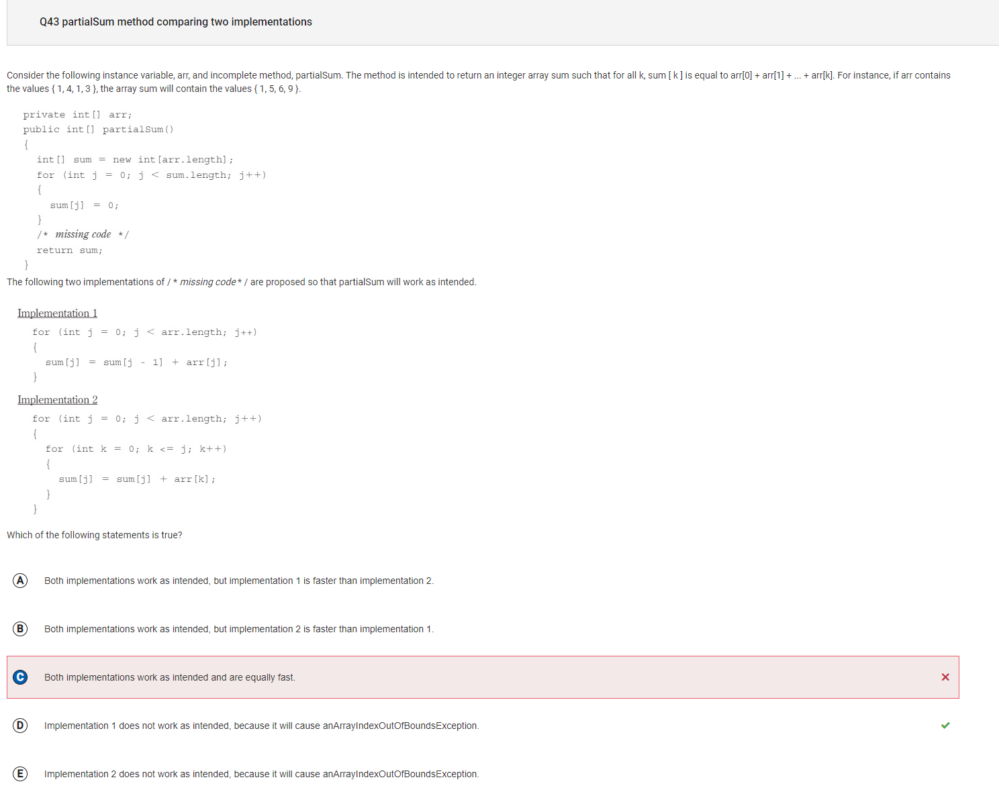 Q43 partialSum method comparing two implementations
Consider the following instance variable, arr, and incomplete method, partialSum. The method is intended to return an integer array sum such that for all k, sum [ k ] is equal to arr[0] + arr[1] + ... + arr[k]. For instance, if arr contains
the values { 1, 4, 1, 3 }, the array sum will contain the values { 1, 5, 6, 9 }.
private int[] arr;
public int[] partialSum()
{
int[] sum = new int[arr.length];
for (int j = 0; j < sum.length; j++)
{
sum[j] = 0;
}
/* missing code */
return sum;
}
The following two implementations of / * missing code* / are proposed so that partialSum will work as intended.
Implementation 1
for (int j = 0; j < arr.length; j++)
{
sum[j] = sum[j - 1] + arr[j];
}
Implementation 2
for (int j = 0; j < arr.length; j++)
{
for (int k = 0; k <= j; k++)
{
sum[j] = sum[j] + arr[k];
}
}
Which of the following statements is true?
A Both implementations work as intended, but implementation 1 is faster than implementation 2.
B Both implementations work as intended, but implementation 2 is faster than implementation 1.
C Both implementations work as intended and are equally fast.
D Implementation 1 does not work as intended, because it will cause anArrayIndexOutOfBoundsException.
E Implementation 2 does not work as intended, because it will cause anArrayIndexOutOfBoundsException.